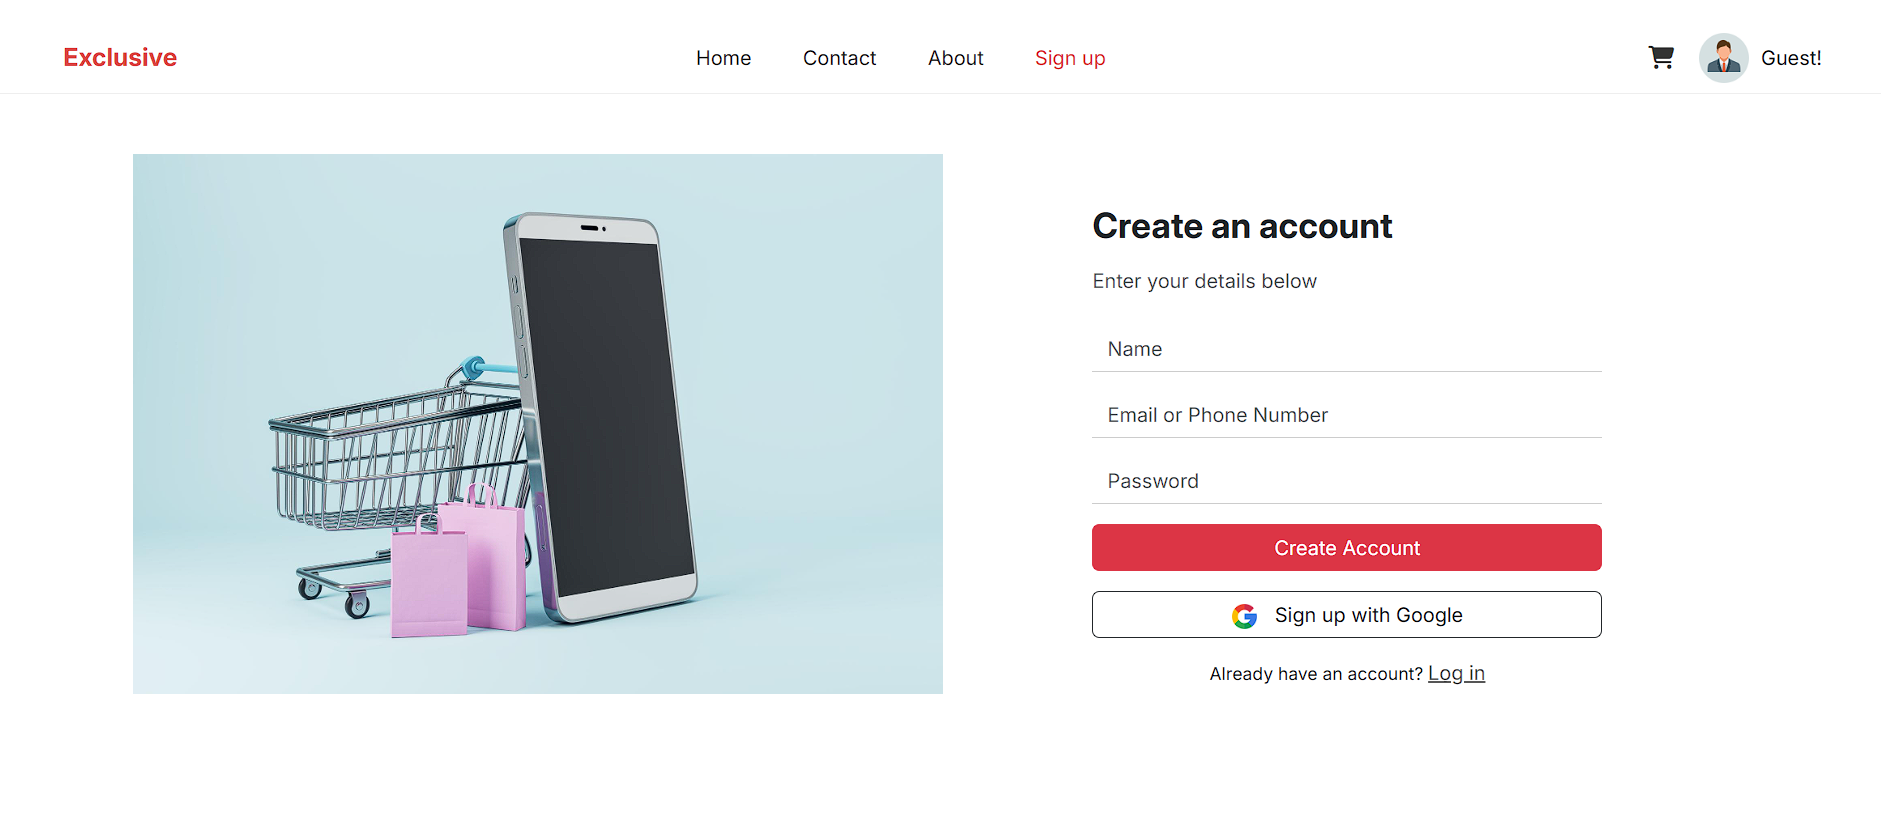 Exclusive
Home Contact About Sign up
Guest!
Create an account
Enter your details below
Name
Email or Phone Number
Password
Create Account
Sign up with Google
Already have an account? Log in